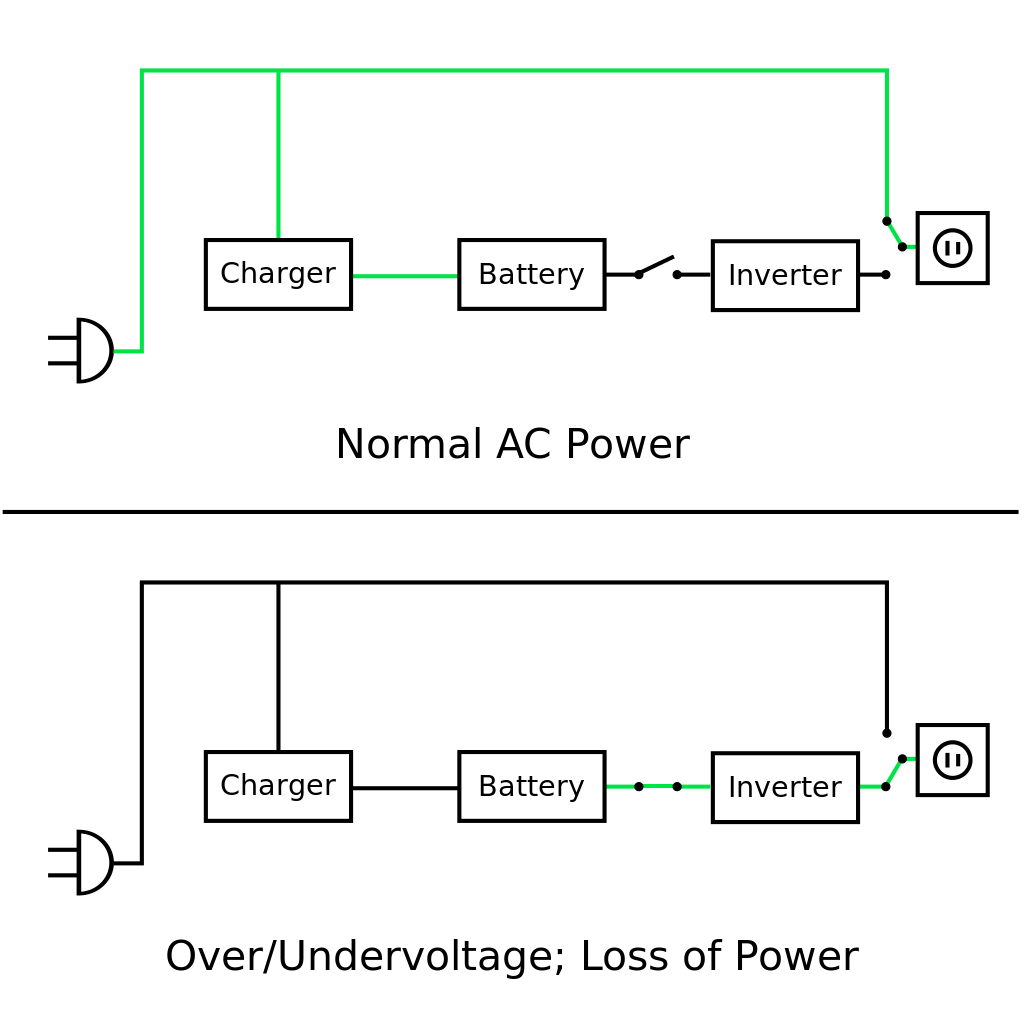 Charger
Battery
Inverter
Normal AC Power
Charger
Battery
Inverter
Over/Undervoltage; Loss of Power